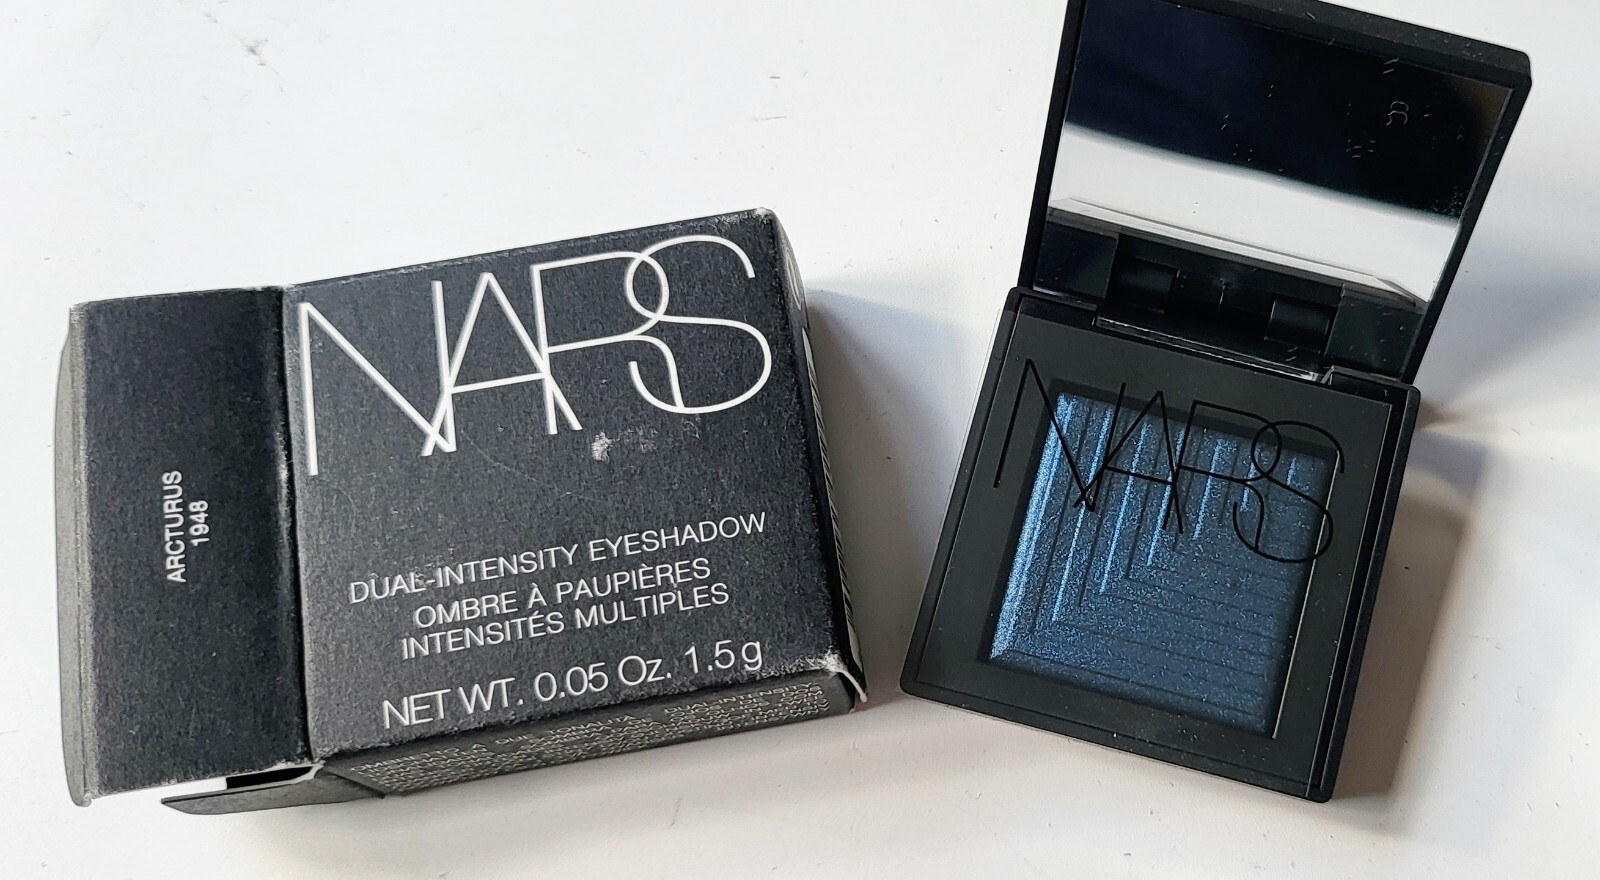 ARCTURUS
1948
NARS
DUAL-INTENSITY EYESHADOW
OMBRE À PAUPIÈRES
INTENSITÉS MULTIPLES
NET WT. 0.05 Oz. 1.5 g
NARS